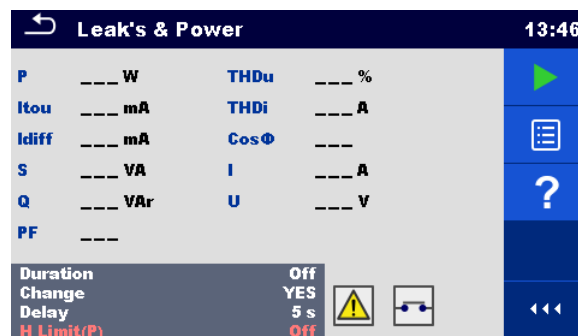 Leak's & Power 13:46
P ___ W THDu ___ %
Itou ___ mA THDi ___ A
Idiff ___ mA CosΦ ___
S ___ VA I ___ A
Q ___ VAr U ___ V
PF ___
?
Duration Off
Change YES
Delay 5 s
H Limit(P) Off